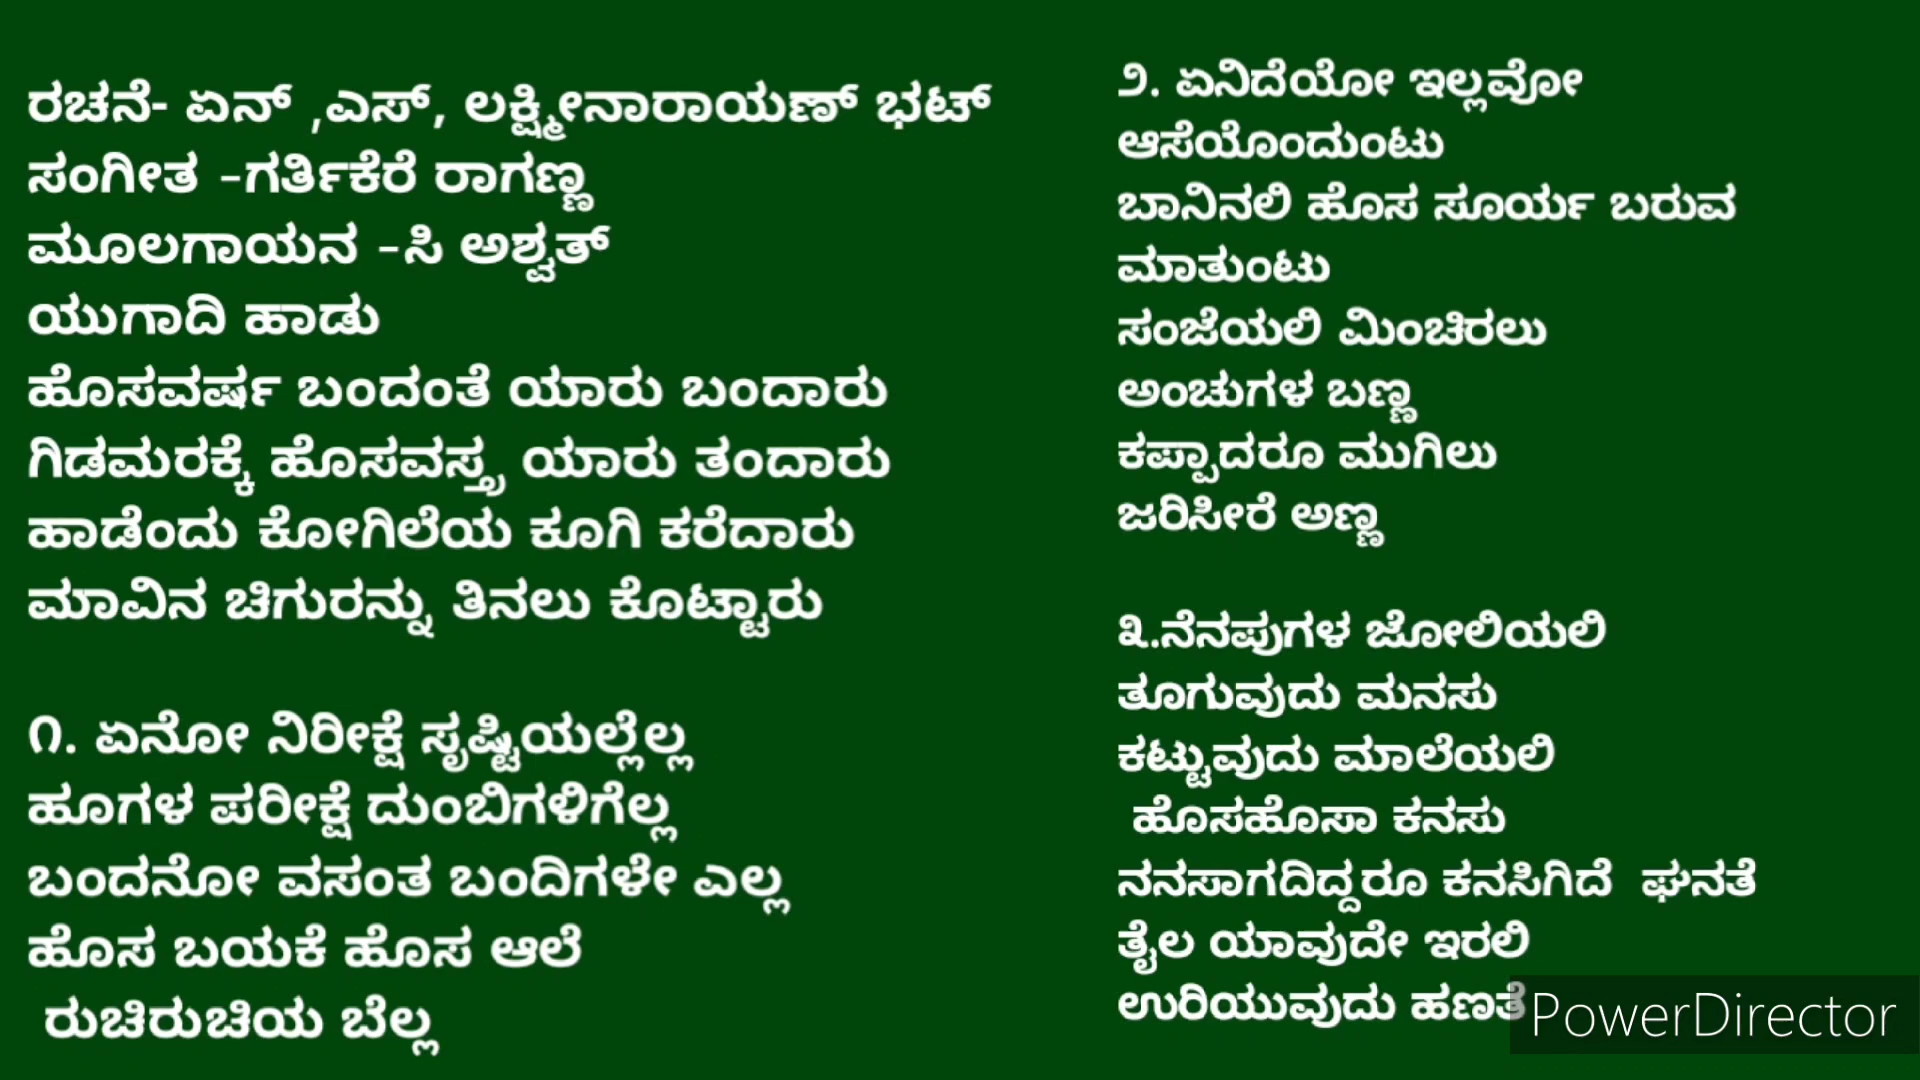 ರಚನೆ- ಏನ್ ,ಎಸ್, ಲಕ್ಷ್ಮೀನಾರಾಯಣ್ ಭಟ್
ಸಂಗೀತ -ಗರ್ತಿಕೆರೆ ರಾಗಣ್ಣ
ಮೂಲಗಾಯನ -ಸಿ ಅಶ್ವತ್
ಯುಗಾದಿ ಹಾಡು
ಹೊಸವರ್ಷ ಬಂದಂತೆ ಯಾರು ಬಂದಾರು
ಗಿಡಮರಕ್ಕೆ ಹೊಸವಸ್ತ್ರ ಯಾರು ತಂದಾರು
ಹಾಡೆಂದು ಕೋಗಿಲೆಯ ಕೂಗಿ ಕರೆದಾರು
ಮಾವಿನ ಚಿಗುರನ್ನು ತಿನಲು ಕೊಟ್ಟಾರು
೧. ಏನೋ ನಿರೀಕ್ಷೆ ಸೃಷ್ಟಿಯಲ್ಲೆಲ್ಲ
ಹೂಗಳ ಪರೀಕ್ಷೆ ದುಂಬಿಗಳಿಗೆಲ್ಲ
ಬಂದನೋ ವಸಂತ ಬಂದಿಗಳೇ ಎಲ್ಲ
ಹೊಸ ಬಯಕೆ ಹೊಸ ಆಲೆ
ರುಚಿರುಚಿಯ ಬೆಲ್ಲ
೨. ಏನಿದೆಯೋ ಇಲ್ಲವೋ
ಆಸೆಯೊಂದುಂಟು
ಬಾನಿನಲಿ ಹೊಸ ಸೂರ್ಯ ಬರುವ
ಮಾತುಂಟು
ಸಂಜೆಯಲಿ ಮಿಂಚಿರಲು
ಅಂಚುಗಳ ಬಣ್ಣ
ಕಪ್ಪಾದರೂ ಮುಗಿಲು
ಜರಿಸೀರೆ ಅಣ್ಣ
೩.ನೆನಪುಗಳ ಜೋಲಿಯಲಿ
ತೂಗುವುದು ಮನಸು
ಕಟ್ಟುವುದು ಮಾಲೆಯಲಿ
ಹೊಸಹೊಸಾ ಕನಸು
ನನಸಾಗದಿದ್ದರೂ ಕನಸಿಗಿದೆ ಘನತೆ
ತೈಲ ಯಾವುದೇ ಇರಲಿ
ಉರಿಯುವುದು ಹಣತೆ
PowerDirector